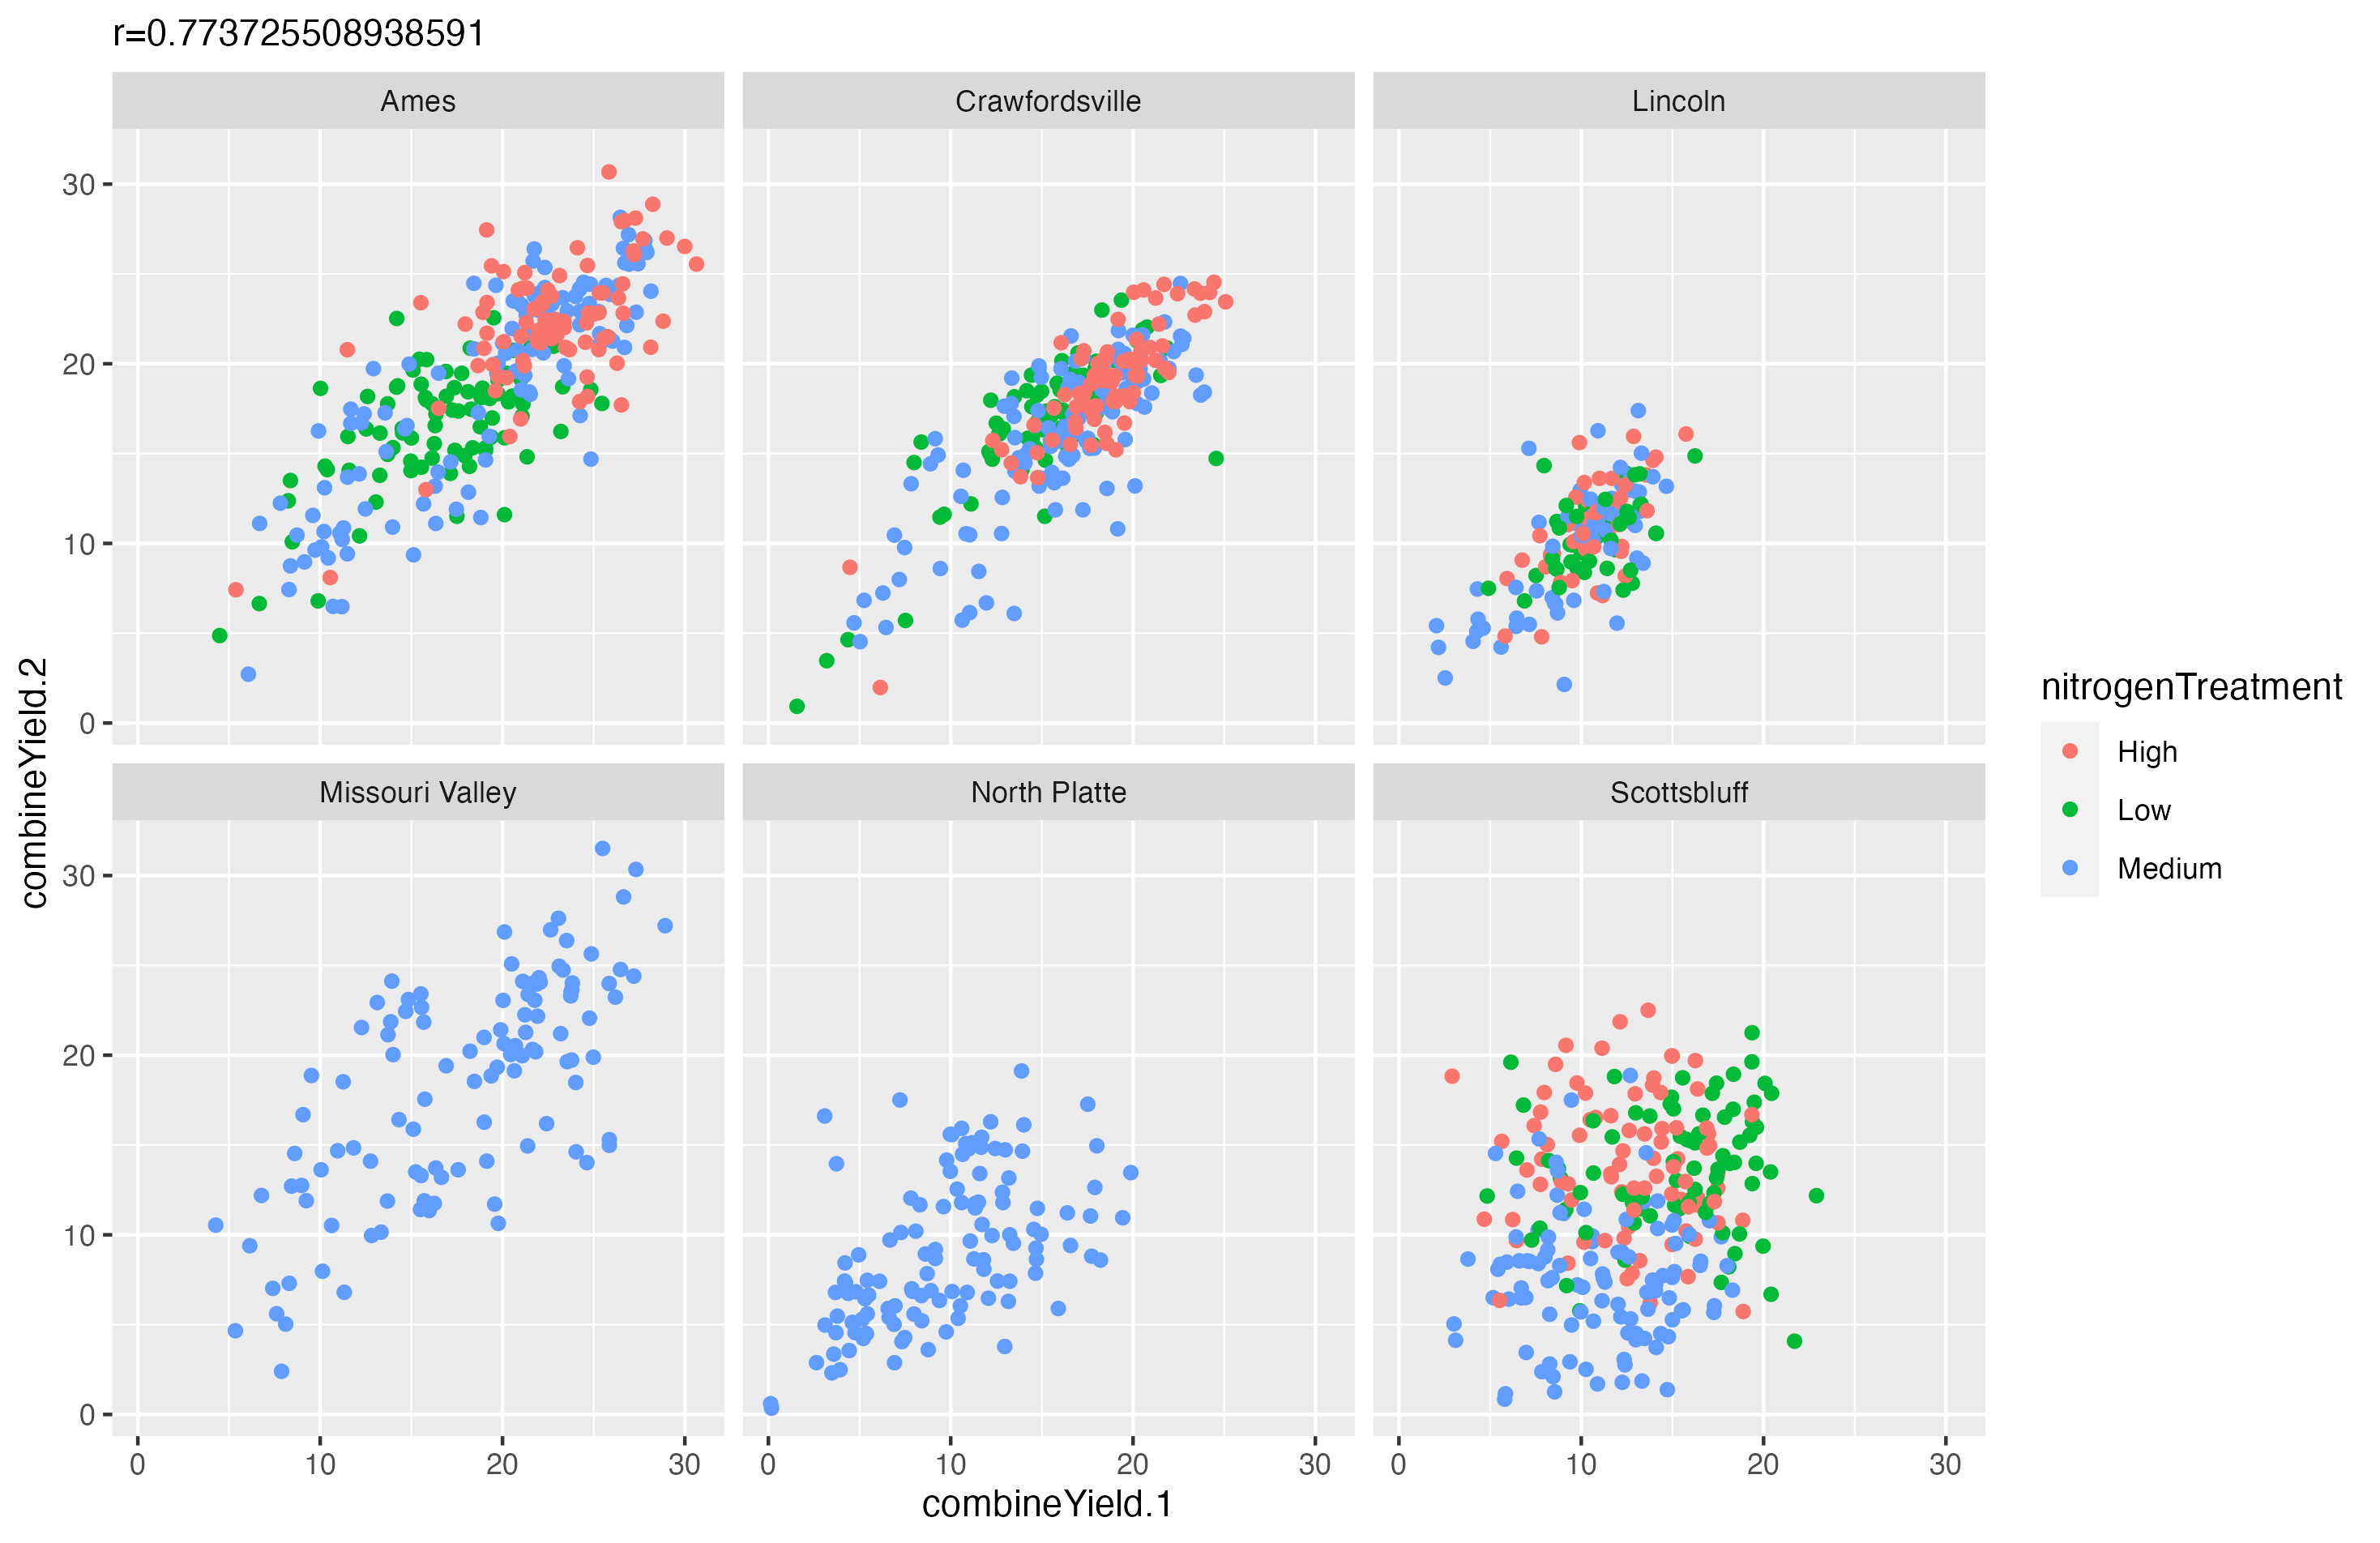 r=0.773725508938591
Ames
Crawfordsville
Lincoln
30
20
10
0
combineYield.2
Missouri Valley
North Platte
Scottsbluff
30
20
10
0
0 10 20 30
0 10 20 30
0 10 20 30
combineYield.1
nitrogenTreatment
High
Low
Medium